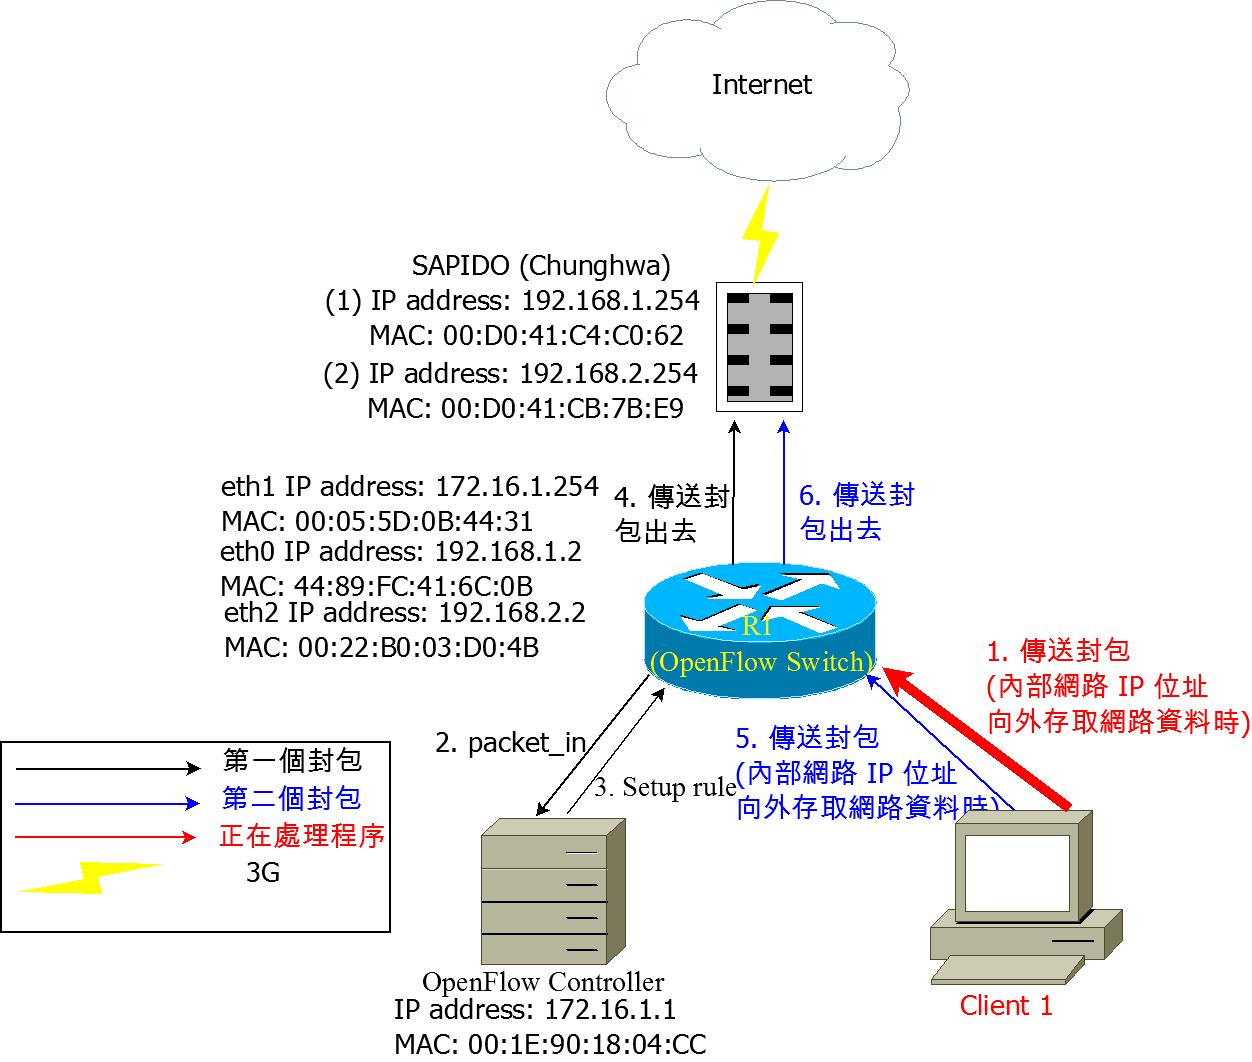 Internet
SAPIDO (Chunghwa)
(1) IP address: 192.168.1.254
MAC: 00:D0:41:C4:C0:62
(2) IP address: 192.168.2.254
MAC: 00:D0:41:CB:7B:E9
eth1 IP address: 172.16.1.254
MAC: 00:05:5D:0B:44:31
eth0 IP address: 192.168.1.2
MAC: 44:89:FC:41:6C:0B
eth2 IP address: 192.168.2.2
MAC: 00:22:B0:03:D0:4B
4. 傳送封
包出去
6. 傳送封
包出去
R1
(OpenFlow Switch)
1. 傳送封包
(內部網路 IP 位址
向外存取網路資料時)
2. packet_in
3. Setup rule
5. 傳送封包
(內部網路 IP 位址
向外存取網路資料時)
第一個封包
第二個封包
正在處理程序
3G
OpenFlow Controller
IP address: 172.16.1.1
MAC: 00:1E:90:18:04:CC
Client 1